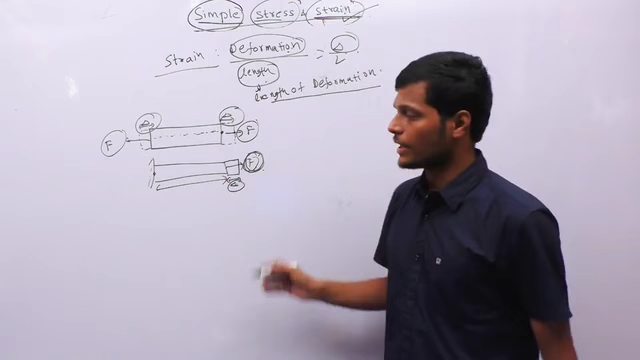 Simple stress & strain
Strain : Deformation / length = Δ / L
Length of Deformation.
F F
F